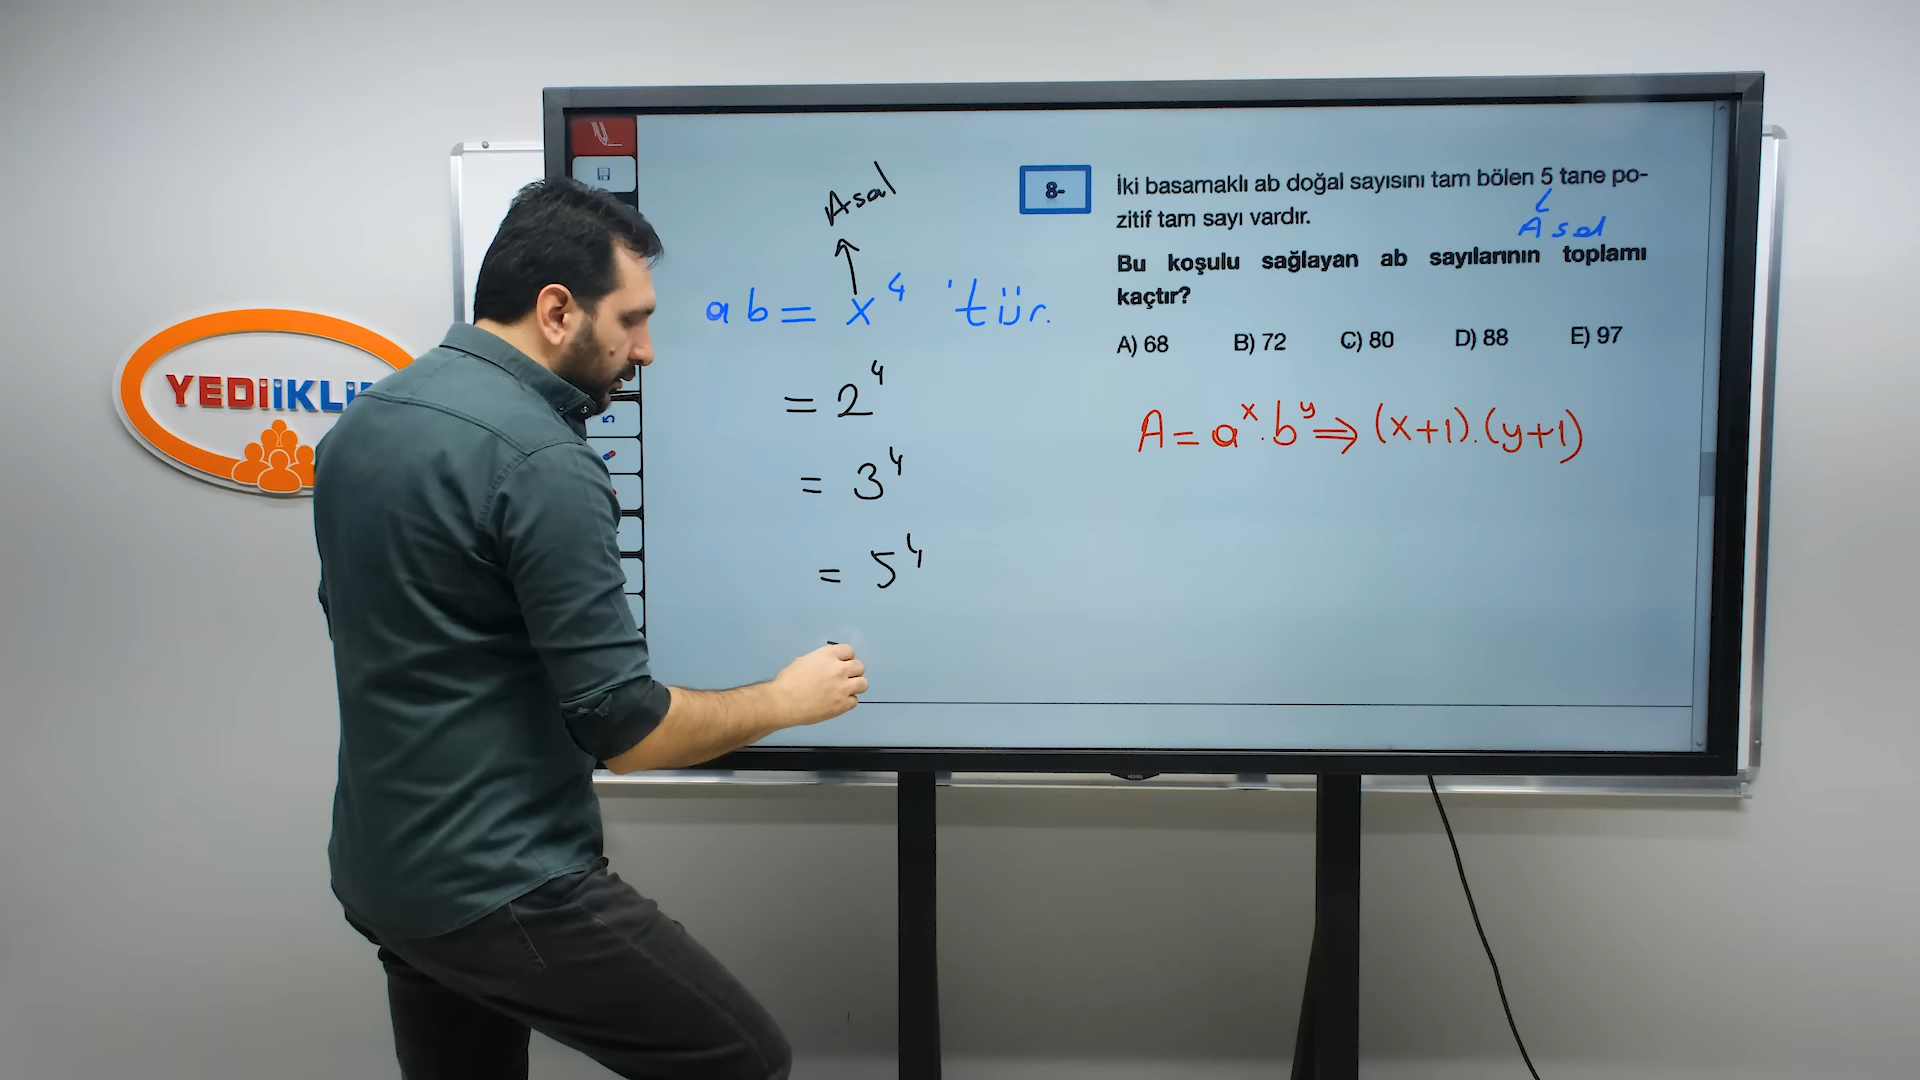 8-
İki basamaklı ab doğal sayısını tam bölen 5 tane po-
zitif tam sayı vardır.
Asal
Bu koşulu sağlayan ab sayılarının toplamı
kaçtır?
A) 68 B) 72 C) 80 D) 88 E) 97
A = a^x . b^y ⇒ (x+1).(y+1)
Asal
ab = x^4 'tür.
= 2^4
= 3^4
= 5^4
5